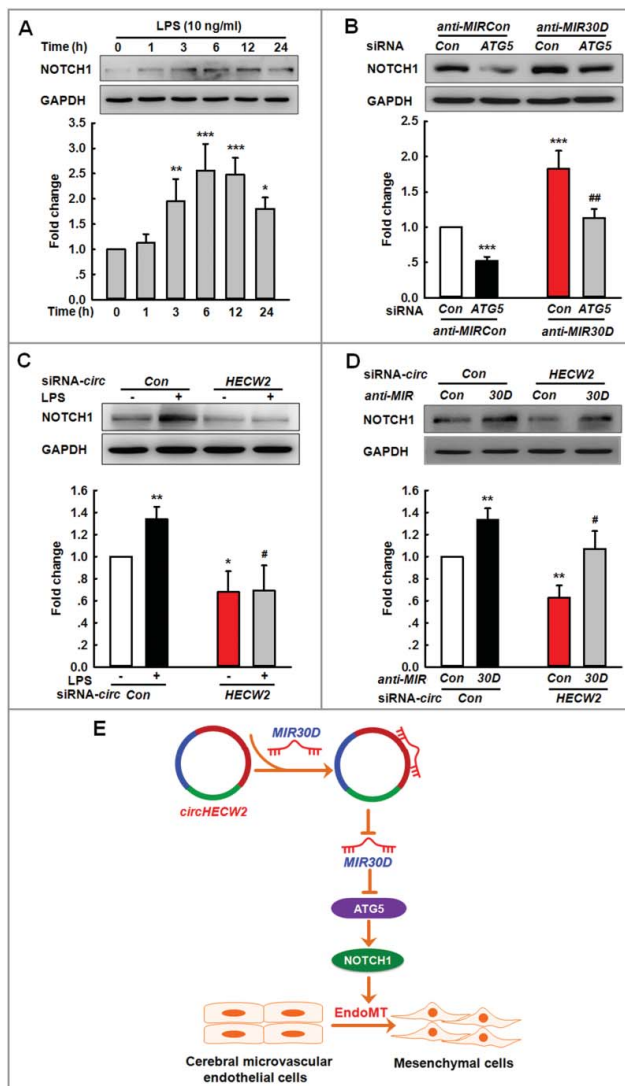 A
LPS (10 ng/ml)
Time (h) 0 1 3 6 12 24
NOTCH1
GAPDH
Fold change
3.5
3.0
2.5
2.0
1.5
1.0
.5
0
** *** *** *
Time (h) 0 1 3 6 12 24
B
anti-MIRCon anti-MIR30D
siRNA Con ATG5 Con ATG5
NOTCH1
GAPDH
Fold change
2.5
2.0
1.5
1.0
.5
0
*** *** ##
siRNA Con ATG5 Con ATG5
anti-MIRCon anti-MIR30D
C
siRNA-circ Con HECW2
LPS - + - +
NOTCH1
GAPDH
Fold change
1.6
1.4
1.2
1.0
.8
.6
.4
.2
0
** * #
LPS - + - +
siRNA-circ Con HECW2
D
siRNA-circ Con HECW2
anti-MIR Con 30D Con 30D
NOTCH1
GAPDH
Fold change
1.6
1.4
1.2
1.0
.8
.6
.4
.2
0
** ** #
anti-MIR Con 30D Con 30D
siRNA-circ Con HECW2
E
MIR30D
circHECW2
MIR30D
ATG5
NOTCH1
EndoMT
Cerebral microvascular
endothelial cells
Mesenchymal cells